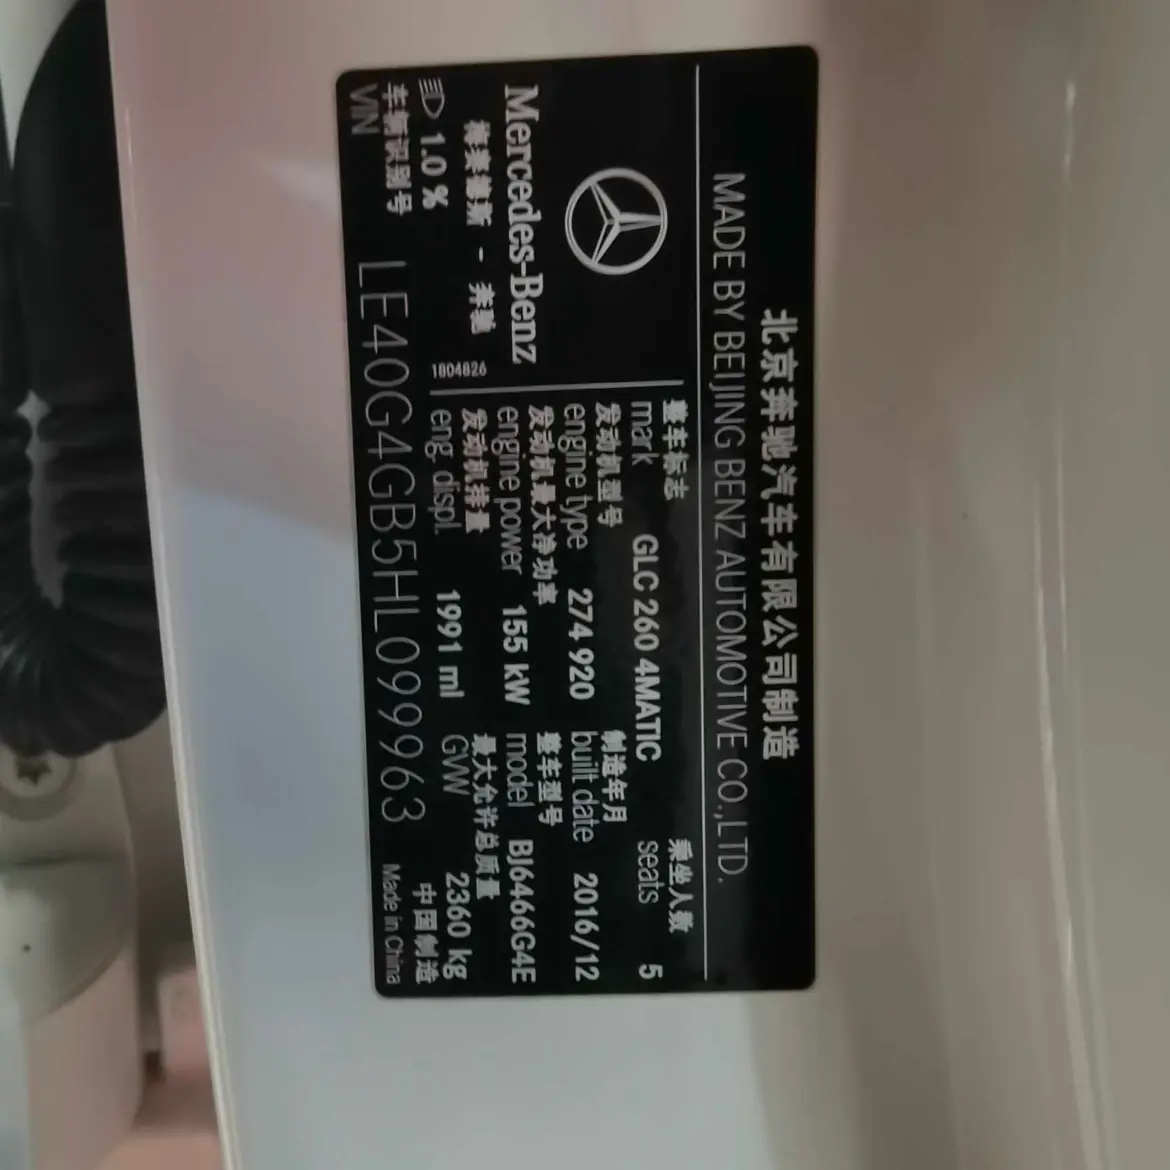 北京奔驰汽车有限公司制造
MADE BY BEIJING BENZ AUTOMOTIVE CO.,LTD.
Mercedes-Benz
梅赛德斯 - 奔驰
1.0 %
1804826
整车标志
mark GLC 260 4MATIC
乘坐人数
seats 5
发动机型号
engine type 274 920
制造年月
built date 2016/12
发动机最大净功率
engine power 155 kW
整车型号
model BJ6466G4E
发动机排量
eng. displ. 1991 ml
最大允许总质量
GVW 2360 kg
车辆识别号
VIN LE40G4GB5HL099963
中国制造
Made in China